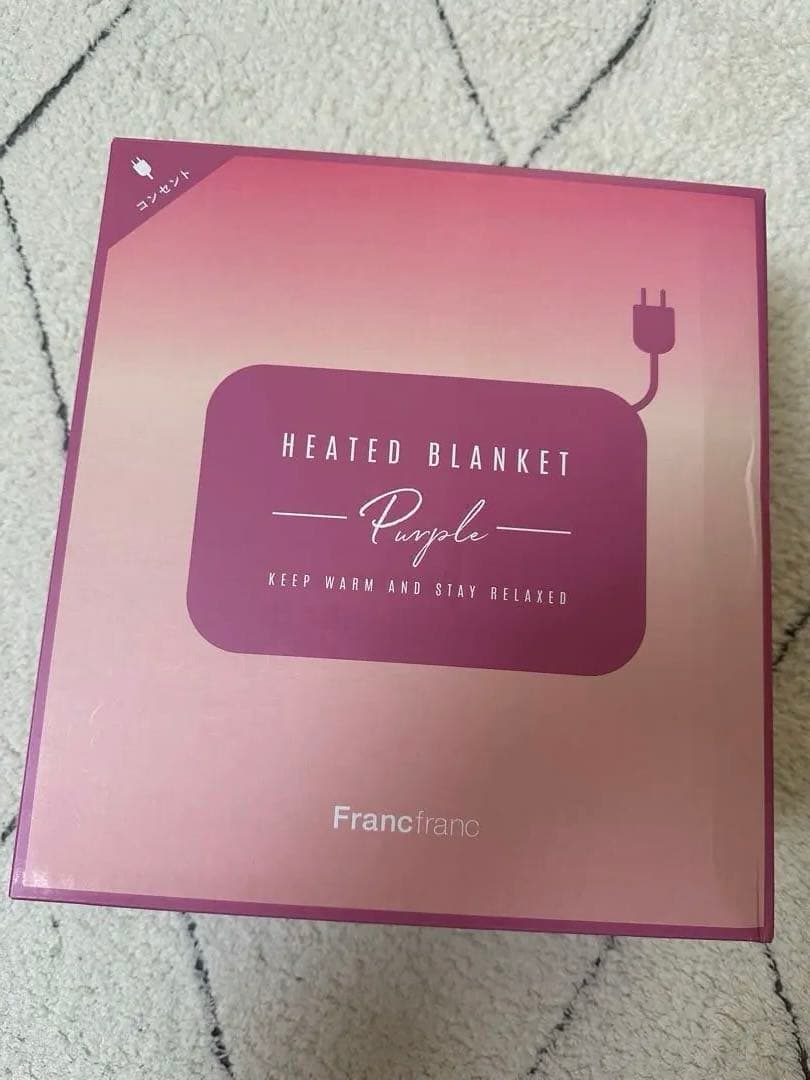 コンセント
HEATED BLANKET
Purple
KEEP WARM AND STAY RELAXED
Francfranc